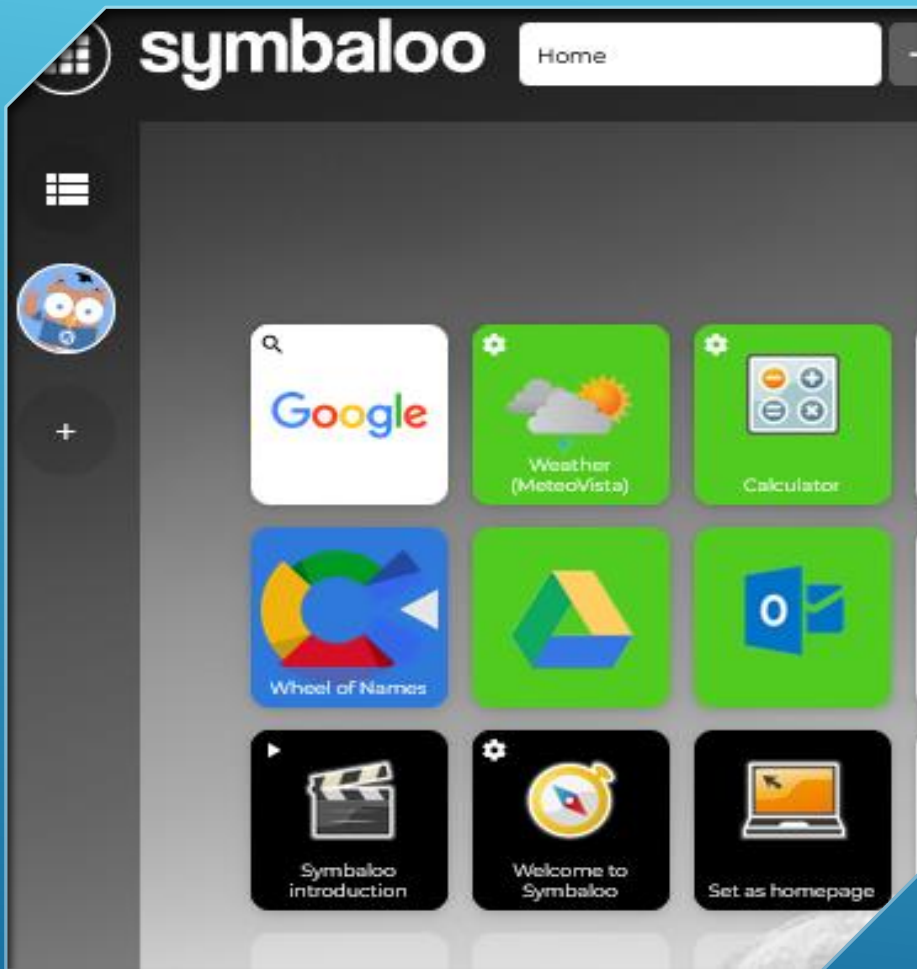 symbaloo
Home
Google
Weather
(MeteoVista)
Calculator
Wheel of Names
O
Symbaloo
introduction
Welcome to
Symbaloo
Set as homepage